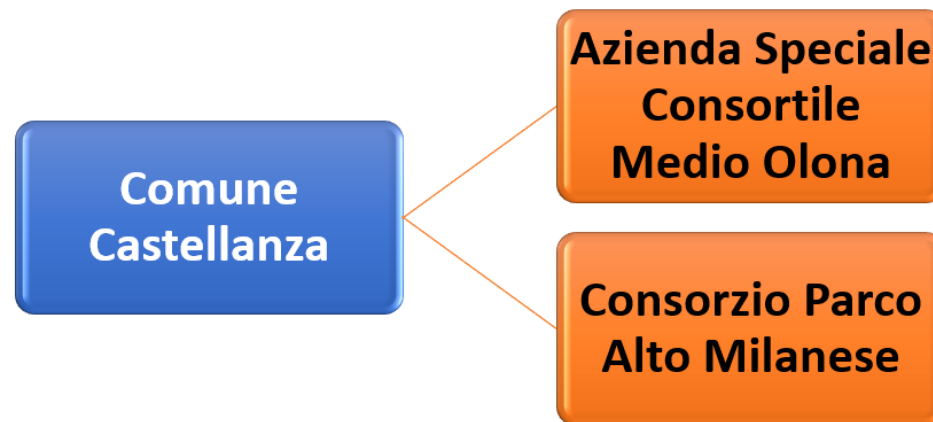 Comune
Castellanza
Azienda Speciale
Consortile
Medio Olona
Consorzio Parco
Alto Milanese